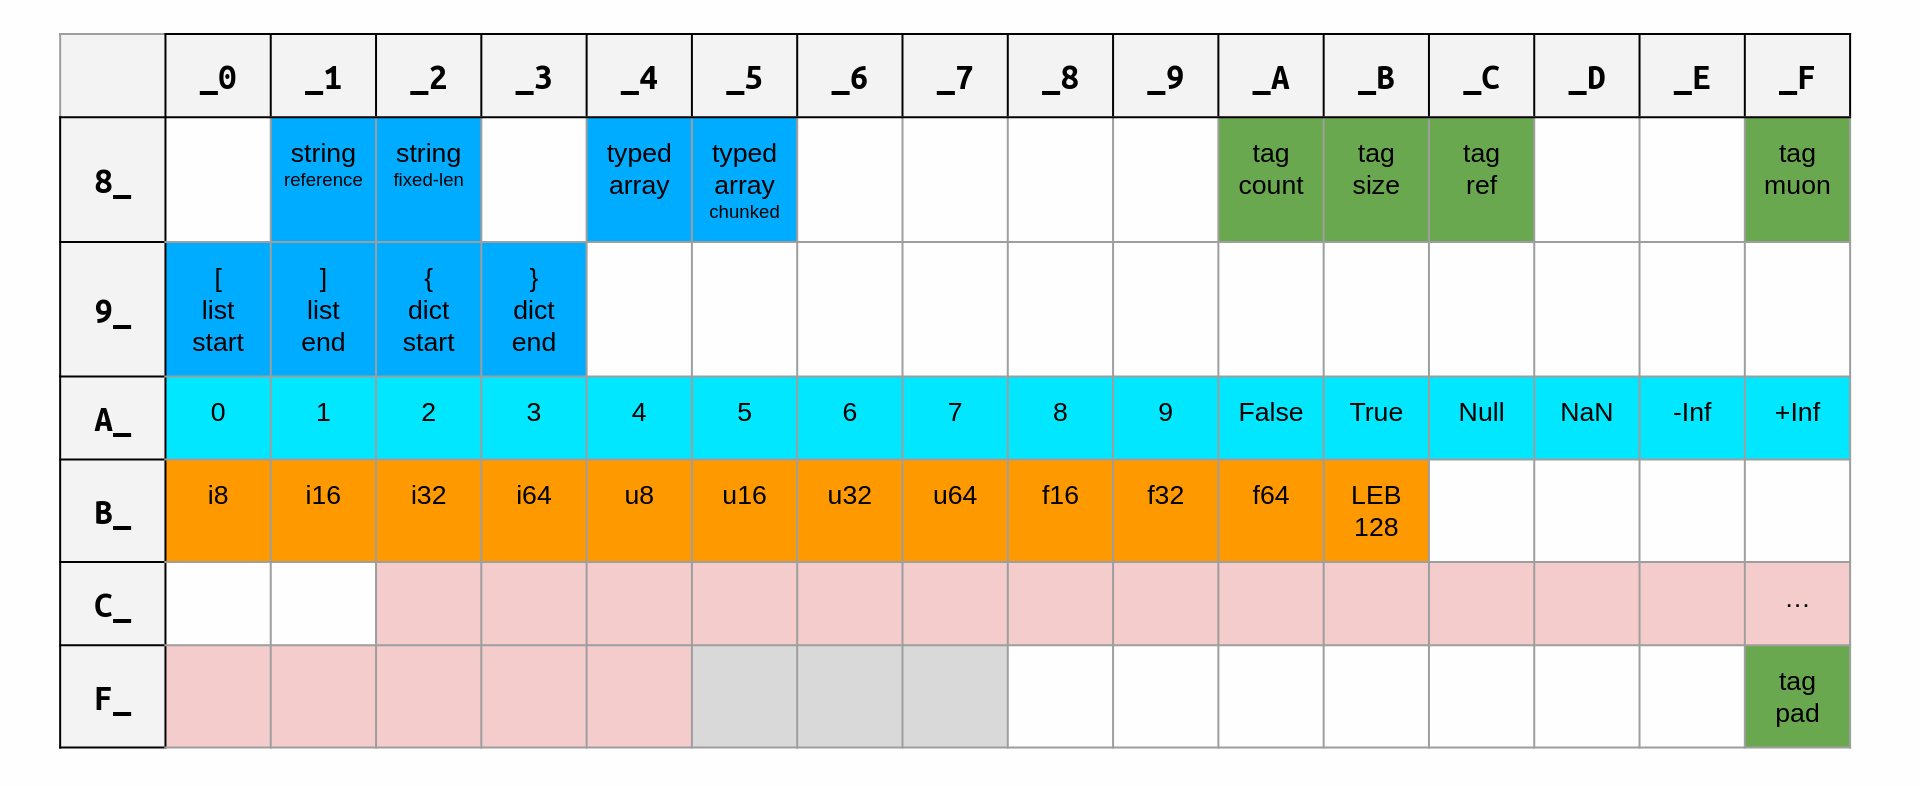 _0 _1 _2 _3 _4 _5 _6 _7 _8 _9 _A _B _C _D _E _F
8_
string
reference
string
fixed-len
typed
array
typed
array
chunked
tag
count
tag
size
tag
ref
tag
muon
9_
[
list
start
]
list
end
{
dict
start
}
dict
end
A_ 0 1 2 3 4 5 6 7 8 9 False True Null NaN -Inf +Inf
B_ i8 i16 i32 i64 u8 u16 u32 u64 f16 f32 f64 LEB
128
C_ ...
F_
tag
pad